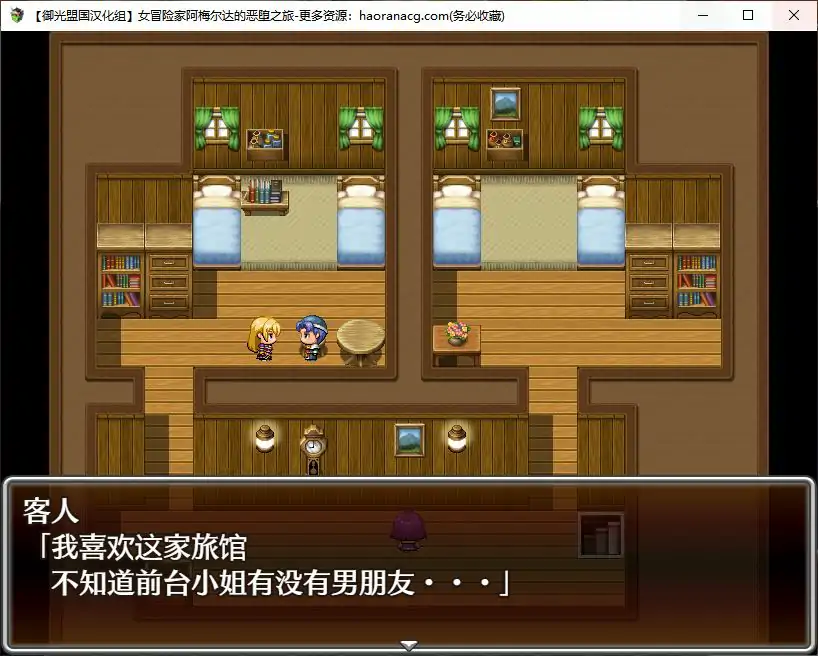 【御光盟国汉化组】女冒险家阿梅尔达的恶堕之旅-更多资源：haoranacg.com(务必收藏)
客人
「我喜欢这家旅馆
不知道前台小姐有没有男朋友・・・」